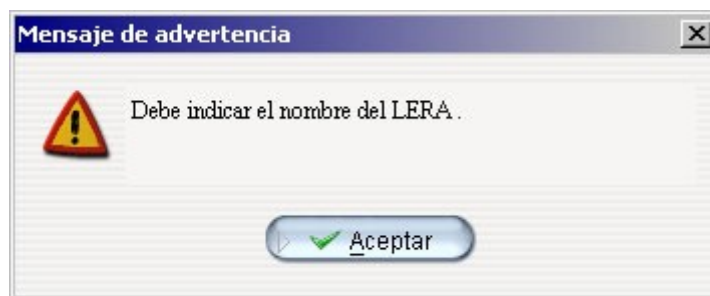 Mensaje de advertencia
Debe indicar el nombre del LERA .
Aceptar